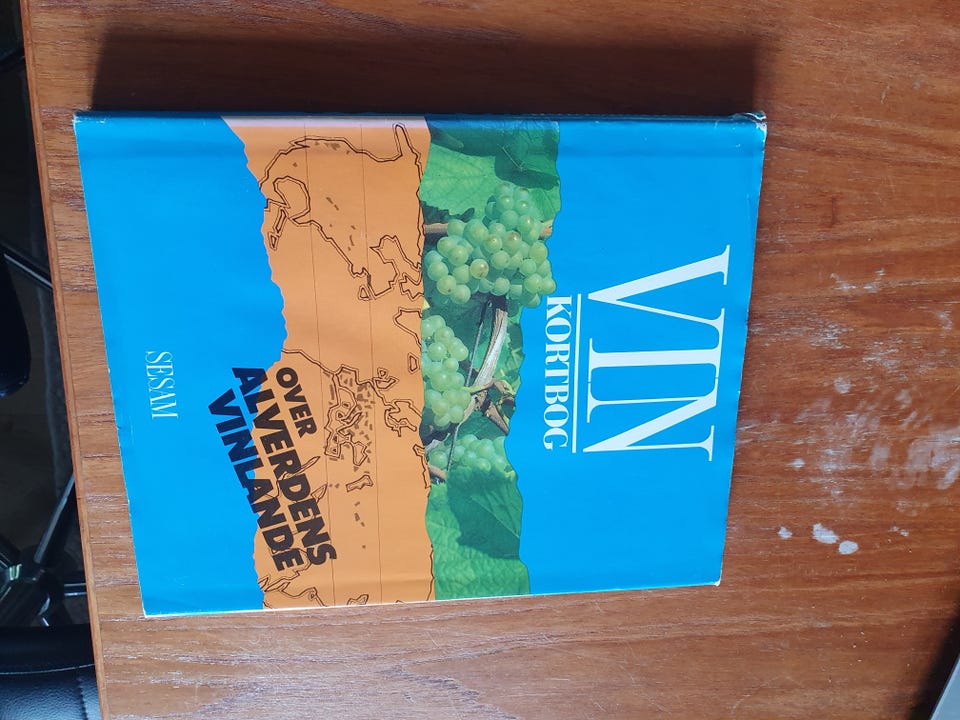 VIN
KORTBOG
OVER
ALVERDENS
VINLANDE
SESAM